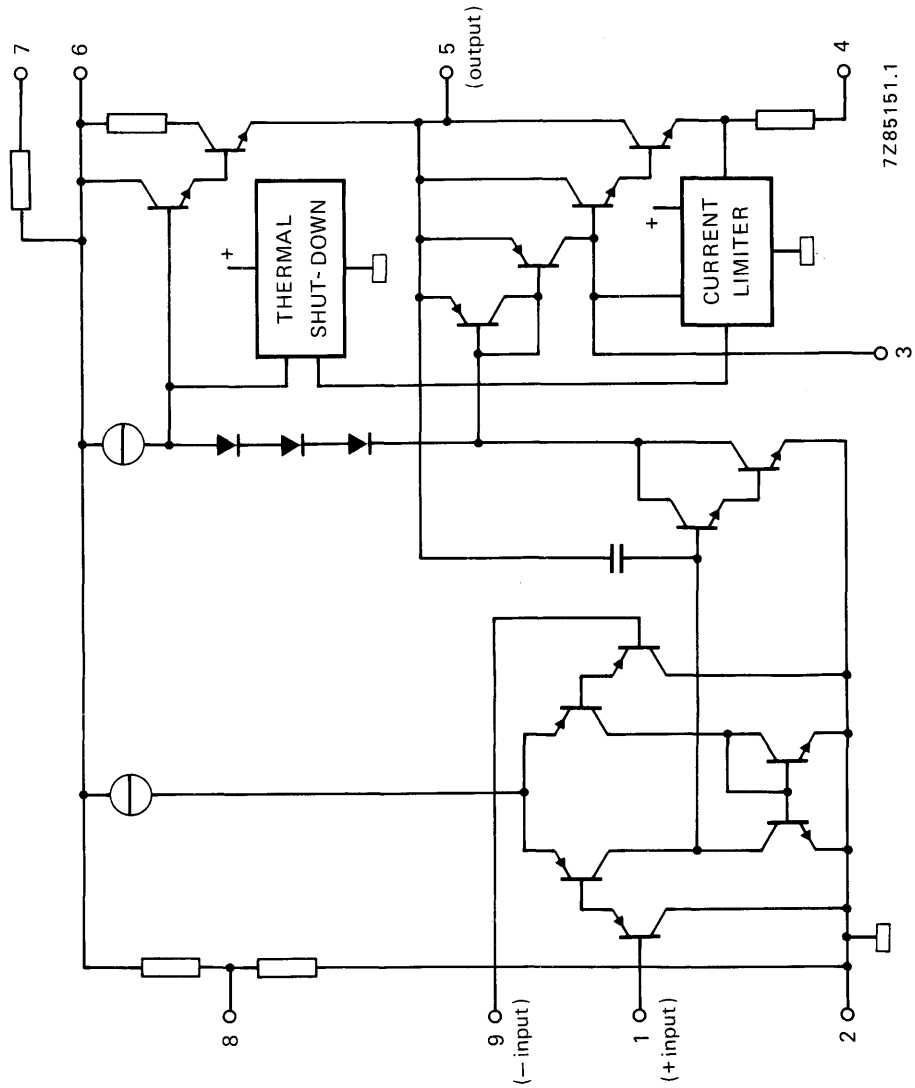 7
6
5
(output)
4
7Z85151.1
+
THERMAL
SHUT-DOWN
+
CURRENT
LIMITER
3
8
9
(− input)
1
(+ input)
2